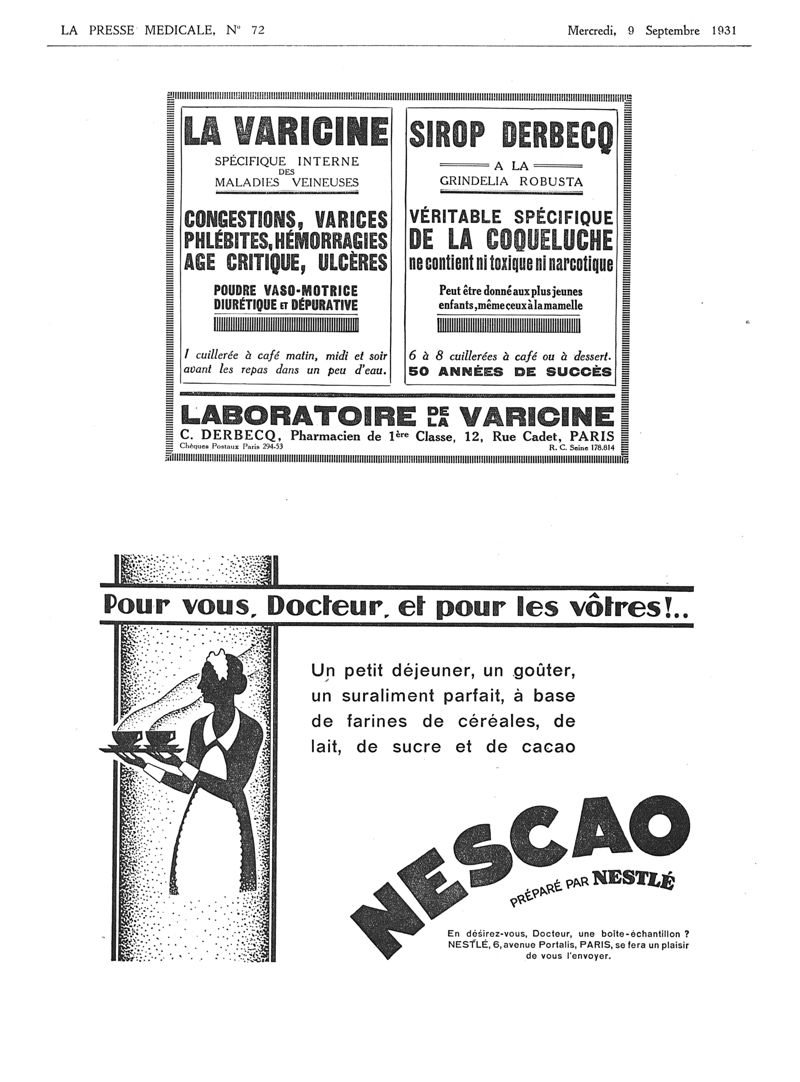 LA PRESSE MEDICALE, N° 72
Mercredi, 9 Septembre 1931
LA VARICINE
SPÉCIFIQUE INTERNE
DES
MALADIES VEINEUSES
CONGESTIONS, VARICES
PHLÉBITES, HÉMORRAGIES
AGE CRITIQUE, ULCÈRES
POUDRE VASO-MOTRICE
DIURÉTIQUE ET DÉPURATIVE
1 cuillerée à café matin, midi et soir
avant les repas dans un peu d'eau.
SIROP DERBECQ
A LA
GRINDELIA ROBUSTA
VÉRITABLE SPÉCIFIQUE
DE LA COQUELUCHE
ne contient ni toxique ni narcotique
Peut être donné aux plus jeunes
enfants, même ceux à la mamelle
6 à 8 cuillerées à café ou à dessert.
50 ANNÉES DE SUCCÈS
LABORATOIRE DE LA VARICINE
C. DERBECQ, Pharmacien de 1ère Classe, 12, Rue Cadet, PARIS
Chèques Postaux Paris 294-53
R. C. Seine 178.614
Pour vous, Docteur, et pour les vôtres!..
Un petit déjeuner, un goûter,
un suraliment parfait, à base
de farines de céréales, de
lait, de sucre et de cacao
NESCAO
PRÉPARÉ PAR NESTLÉ
En désirez-vous, Docteur, une boite-échantillon ?
NESTLÉ, 6, avenue Portalis, PARIS, se fera un plaisir
de vous l'envoyer.